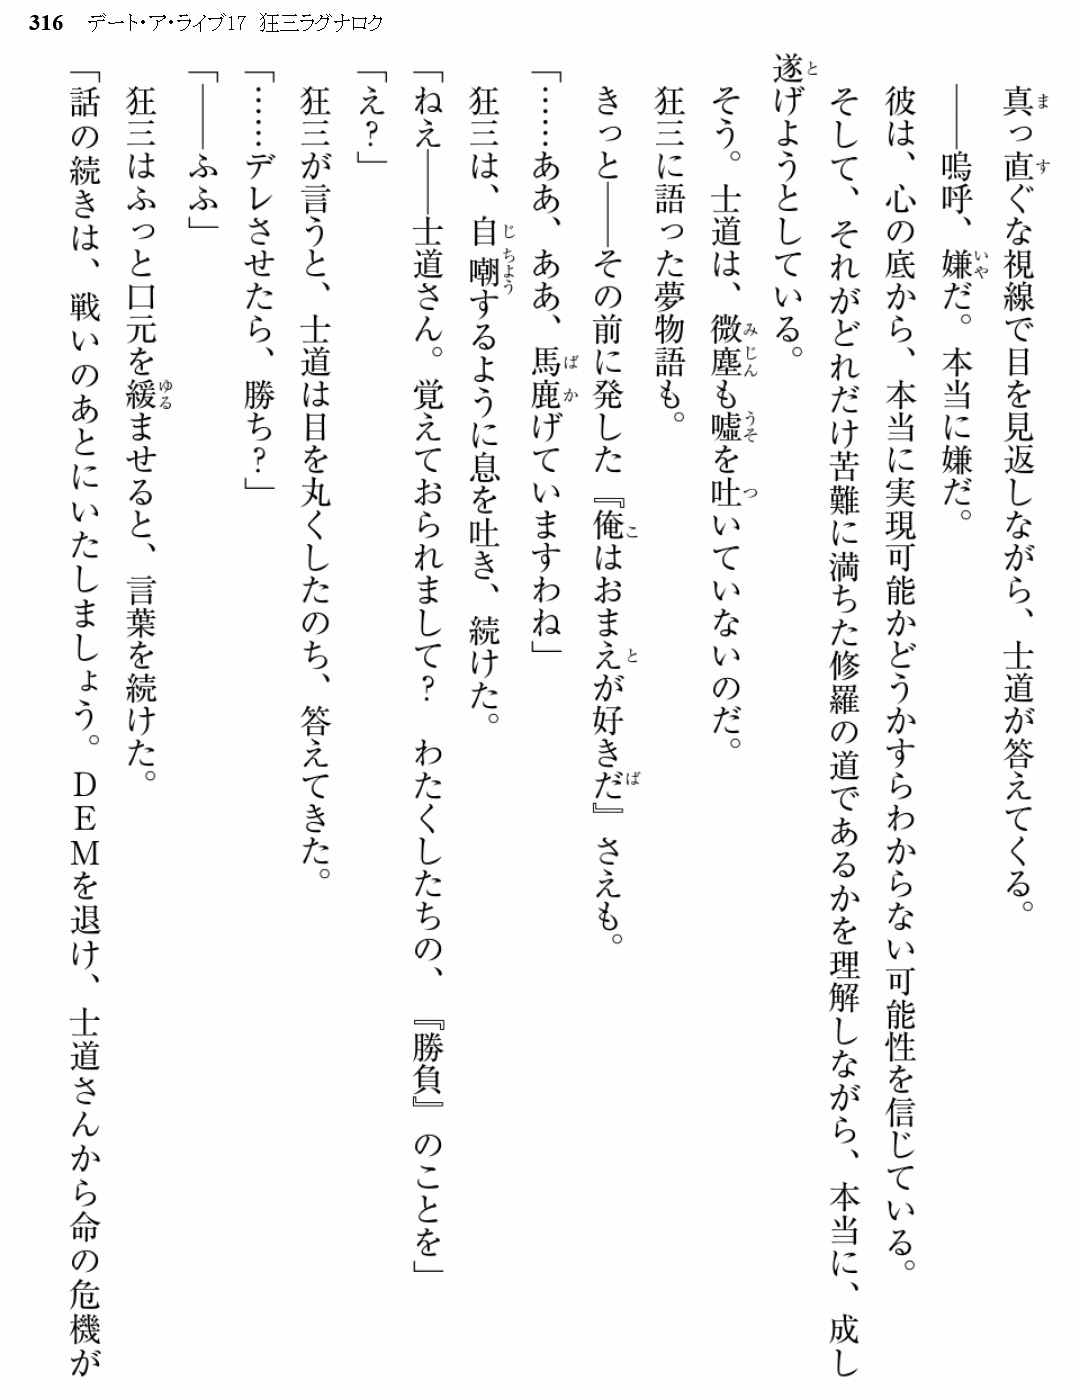 316 デート・ア・ライブ17 狂三ラグナロク
真っ直ぐな視線で目を見返しながら、士道が答えてくる。
――嗚呼、嫌だ。本当に嫌だ。
彼は、心の底から、本当に実現可能かどうかすらわからない可能性を信じている。
そして、それがどれだけ苦難に満ちた修羅の道であるかを理解しながら、本当に、成し
遂げようとしている。
そう。士道は、微塵も嘘を吐いていないのだ。
狂三に語った夢物語も。
きっと――その前に発した『俺はおまえが好きだ』さえも。
「……ああ、ああ、馬鹿げていますわね」
狂三は、自嘲するように息を吐き、続けた。
「ねえ――士道さん。覚えておられまして？　わたくしたちの、『勝負』のことを」
「え？」
狂三が言うと、士道は目を丸くしたのち、答えてきた。
「……デレさせたら、勝ち？」
「――ふふ」
狂三はふっと口元を緩ませると、言葉を続けた。
「話の続きは、戦いのあとにいたしましょう。ＤＥＭを退け、士道さんから命の危機が